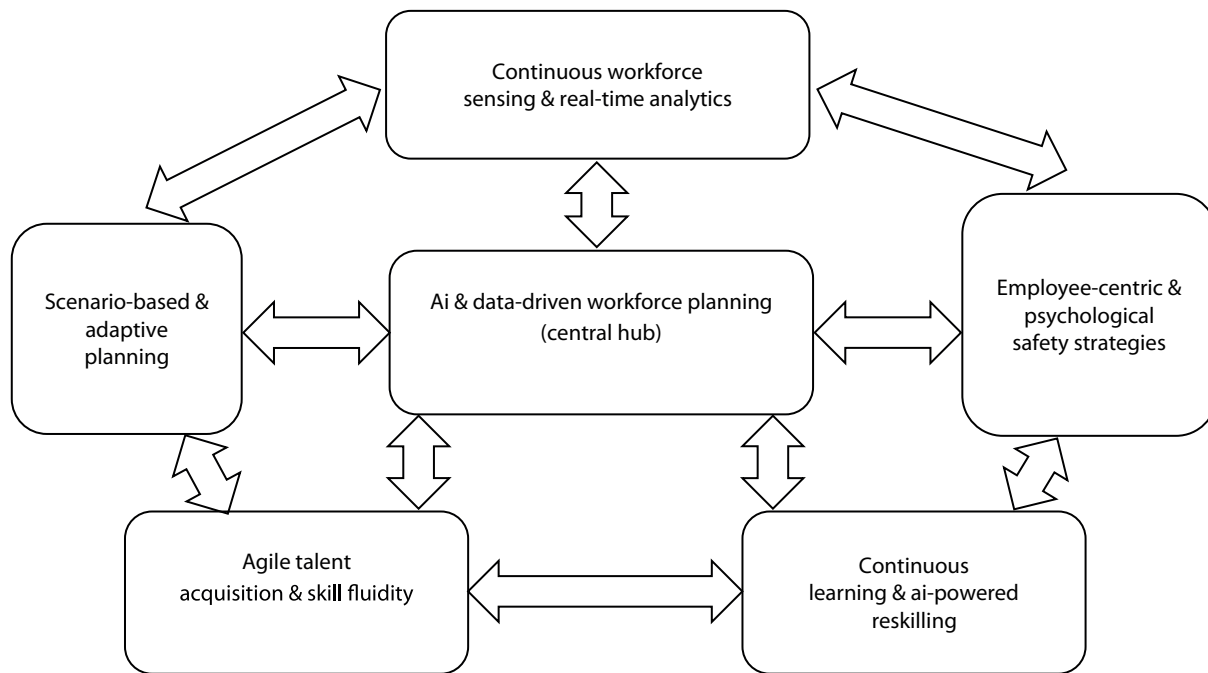 Continuous workforce
sensing & real-time analytics
Scenario-based &
adaptive
planning
Ai & data-driven workforce planning
(central hub)
Employee-centric &
psychological
safety strategies
Agile talent
acquisition & skill fluidity
Continuous
learning & ai-powered
reskilling